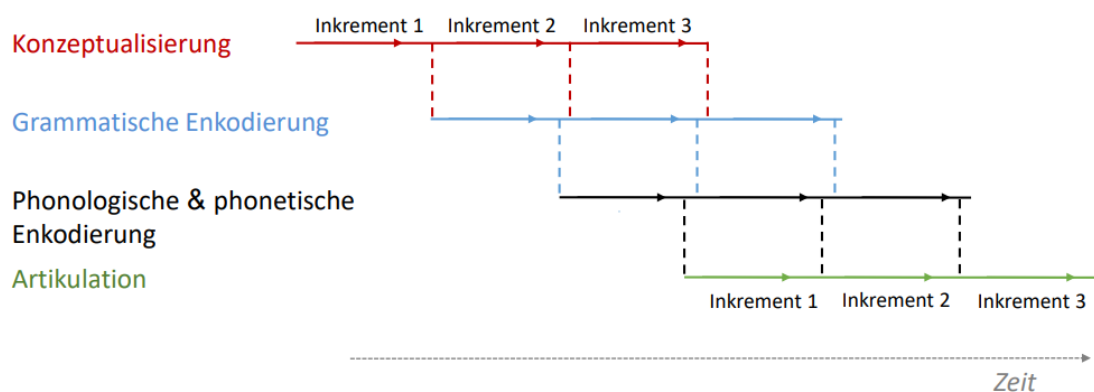 Inkrement 1 Inkrement 2 Inkrement 3
Konzeptualisierung
Grammatische Enkodierung
Phonologische & phonetische
Enkodierung
Artikulation
Inkrement 1 Inkrement 2 Inkrement 3
Zeit